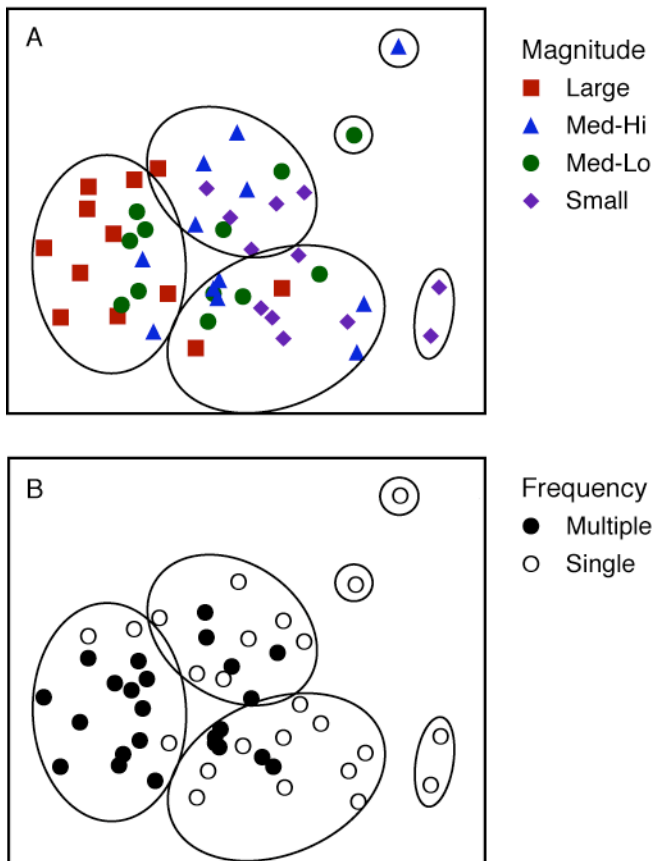 A
Magnitude
Large
Med-Hi
Med-Lo
Small
B
Frequency
Multiple
Single